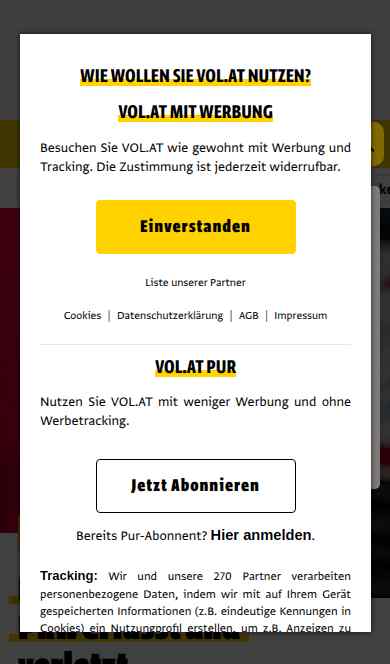 WIE WOLLEN SIE VOL.AT NUTZEN?
VOL.AT MIT WERBUNG
Besuchen Sie VOL.AT wie gewohnt mit Werbung und
Tracking. Die Zustimmung ist jederzeit widerrufbar.
Einverstanden
Liste unserer Partner
Cookies | Datenschutzerklärung | AGB | Impressum
VOL.AT PUR
Nutzen Sie VOL.AT mit weniger Werbung und ohne
Werbetracking.
Jetzt Abonnieren
Bereits Pur-Abonnent? Hier anmelden.
Tracking: Wir und unsere 270 Partner verarbeiten
personenbezogene Daten, indem wir mit auf Ihrem Gerät
gespeicherten Informationen (z.B. eindeutige Kennungen in
Cookies) ein Nutzungsprofil erstellen, um z.B. Anzeigen zu
verletzt